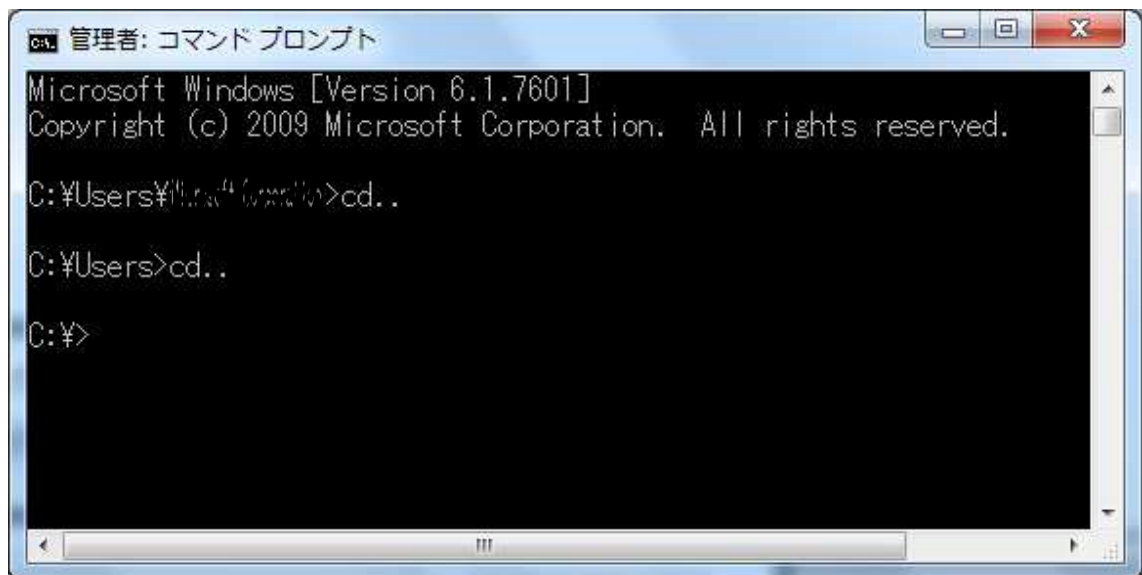 管理者: コマンド プロンプト
Microsoft Windows [Version 6.1.7601]
Copyright (c) 2009 Microsoft Corporation.  All rights reserved.
C:¥Users¥>cd..
C:¥Users>cd..
C:¥>